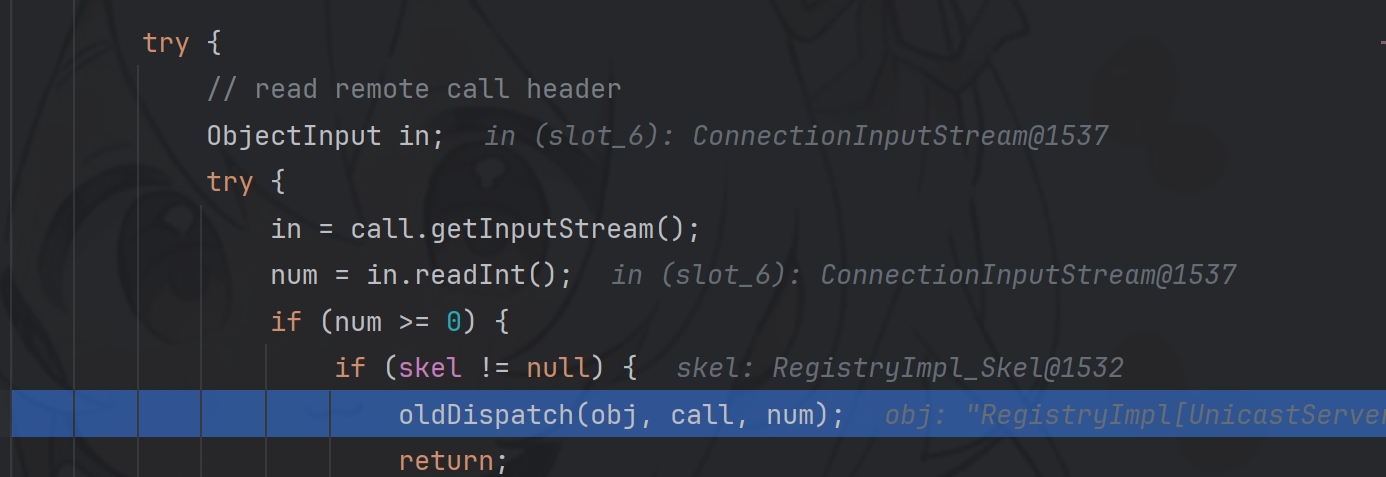 try {
// read remote call header
ObjectInput in;   in (slot_6): ConnectionInputStream@1537
try {
in = call.getInputStream();
num = in.readInt();   in (slot_6): ConnectionInputStream@1537
if (num >= 0) {
if (skel != null) {   skel: RegistryImpl_Skel@1532
oldDispatch(obj, call, num);   obj: "RegistryImpl[UnicastServer
return;